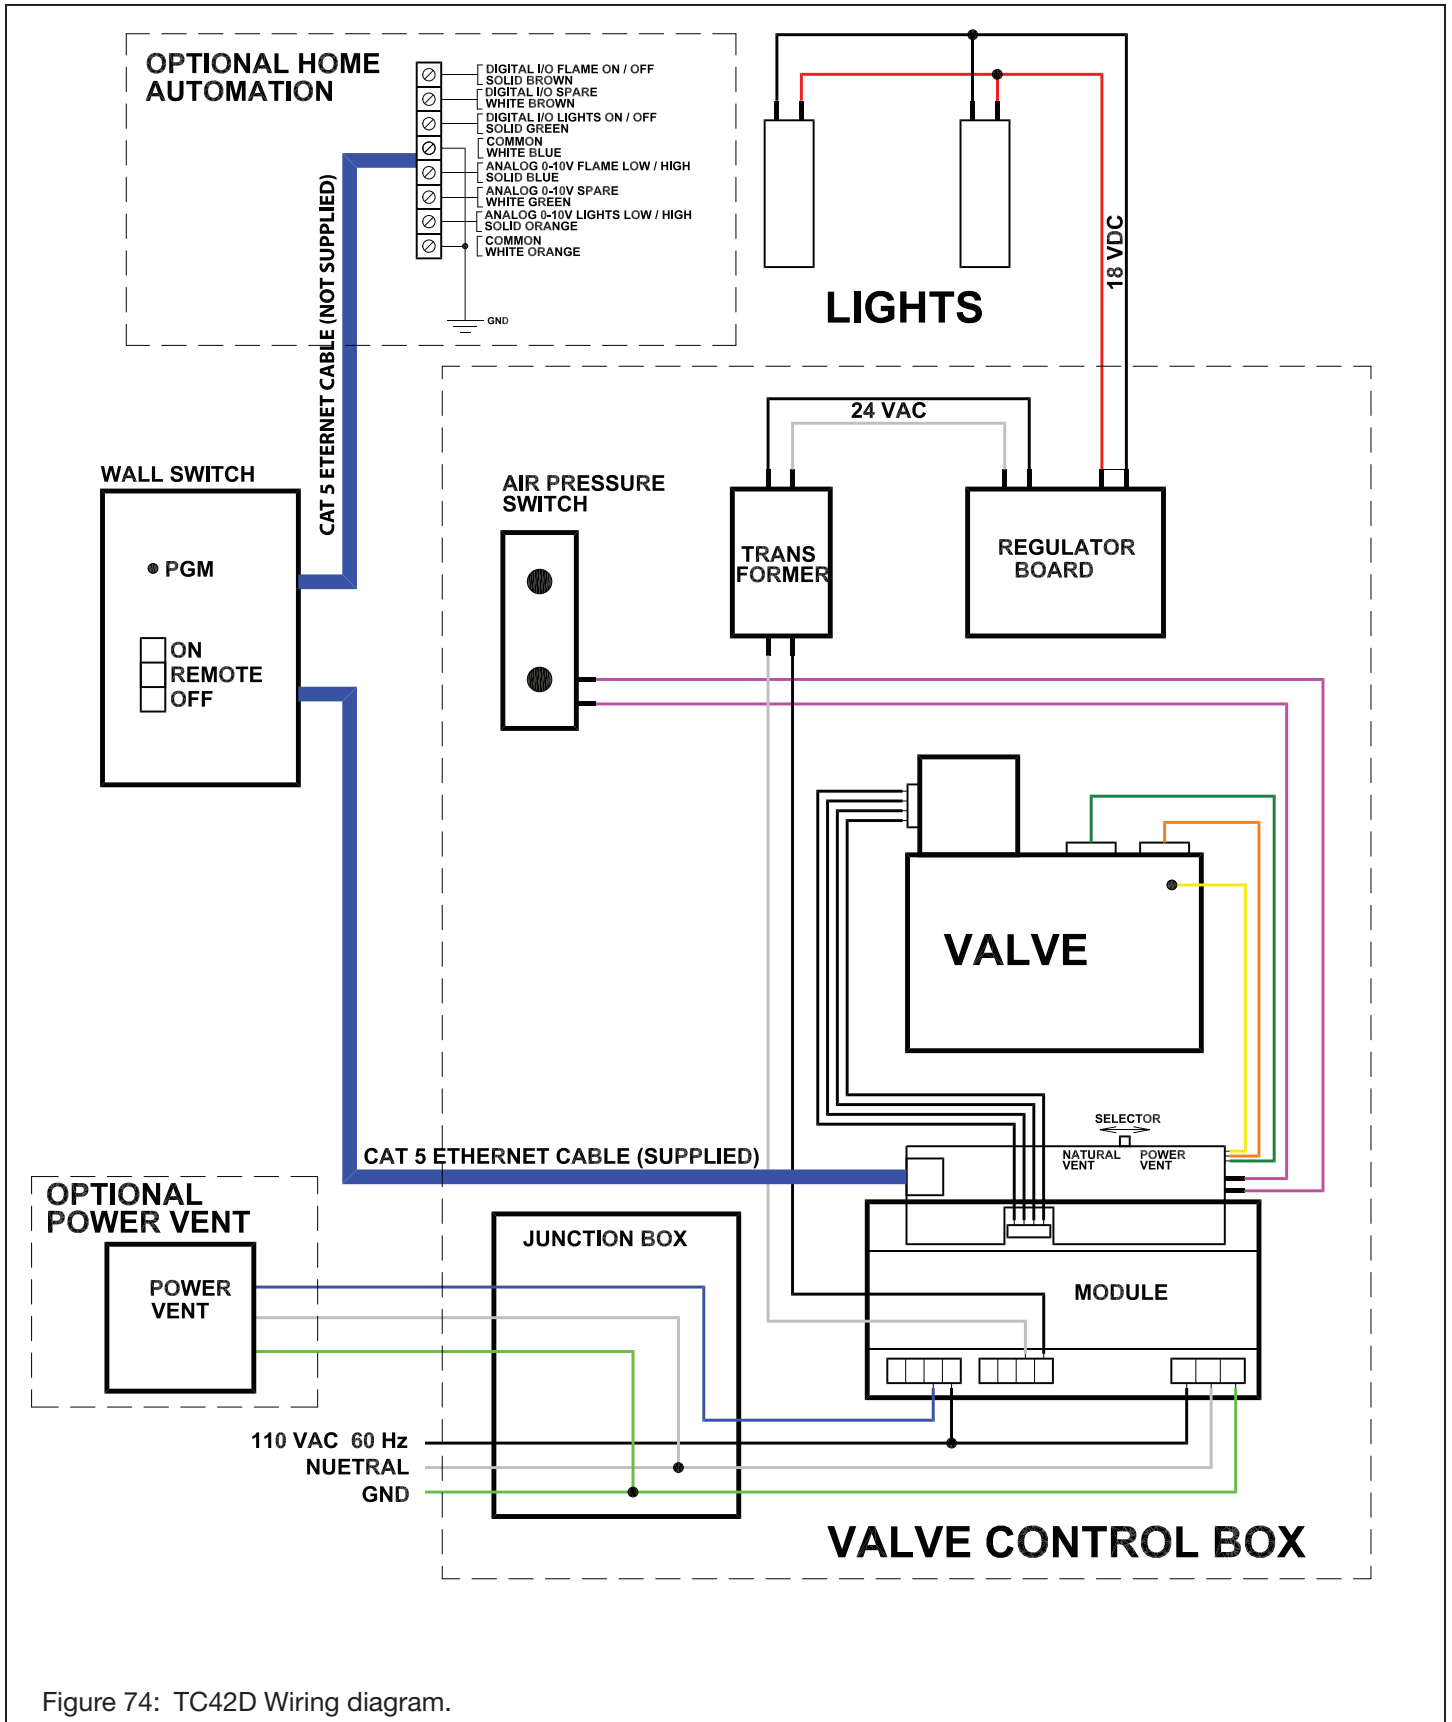 OPTIONAL HOME
AUTOMATION
DIGITAL I/O FLAME ON / OFF
SOLID BROWN
DIGITAL I/O SPARE
WHITE BROWN
DIGITAL I/O LIGHTS ON / OFF
SOLID GREEN
COMMON
WHITE BLUE
ANALOG 0-10V FLAME LOW / HIGH
SOLID BLUE
ANALOG 0-10V SPARE
WHITE GREEN
ANALOG 0-10V LIGHTS LOW / HIGH
SOLID ORANGE
COMMON
WHITE ORANGE
GND
CAT 5 ETERNET CABLE (NOT SUPPLIED)
LIGHTS
18 VDC
24 VAC
WALL SWITCH
PGM
ON
REMOTE
OFF
AIR PRESSURE
SWITCH
TRANS
FORMER
REGULATOR
BOARD
VALVE
SELECTOR
NATURAL
VENT
POWER
VENT
CAT 5 ETHERNET CABLE (SUPPLIED)
OPTIONAL
POWER VENT
POWER
VENT
JUNCTION BOX
MODULE
110 VAC 60 Hz
NUETRAL
GND
VALVE CONTROL BOX
Figure 74: TC42D Wiring diagram.